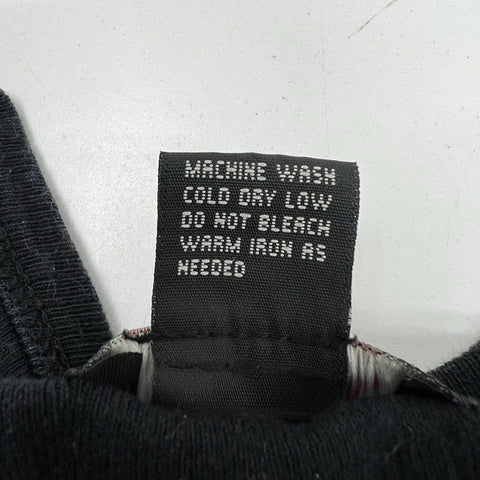 MACHINE WASH
COLD DRY LOW
DO NOT BLEACH
WARM IRON AS
NEEDED